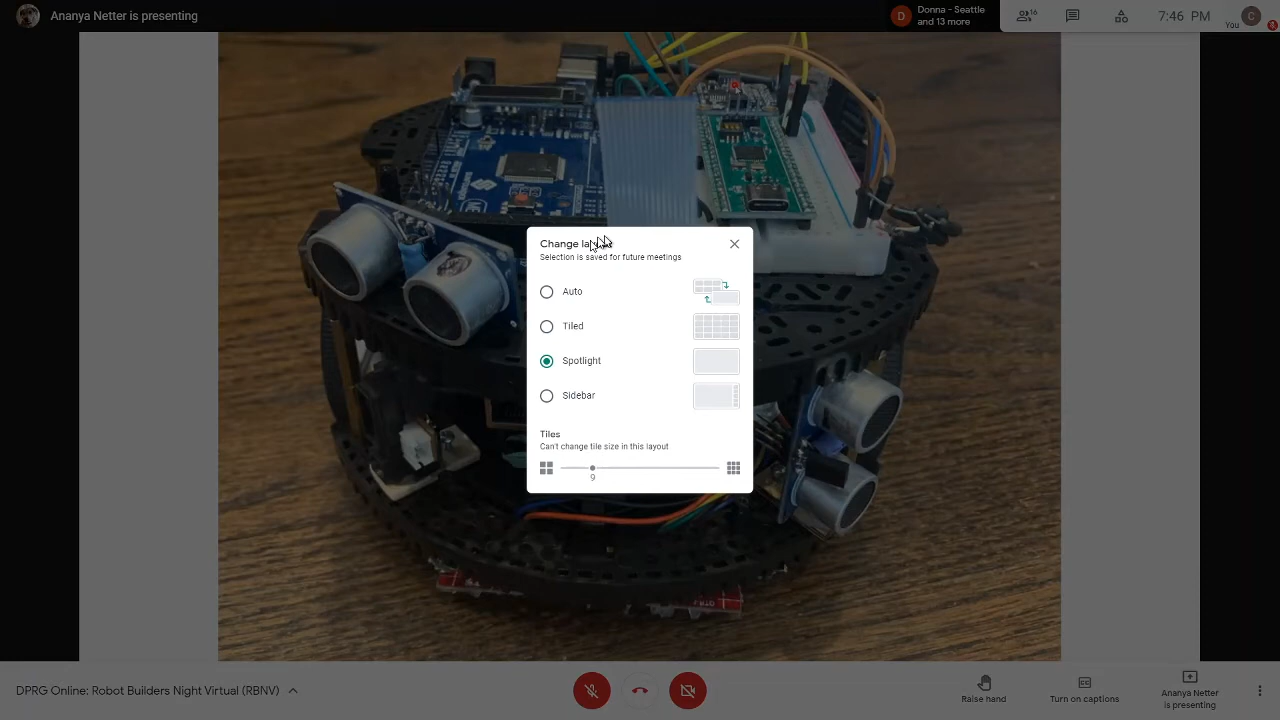 Ananya Netter is presenting
D
Donna - Seattle
and 13 more
16
7:46 PM
You
C
Change
Selection is saved for future meetings
Auto
Tiled
Spotlight
Sidebar
Tiles
Can't change tile size in this layout
9
DPRG Online: Robot Builders Night Virtual (RBNV)
Raise hand
Turn on captions
Ananya Netter
is presenting